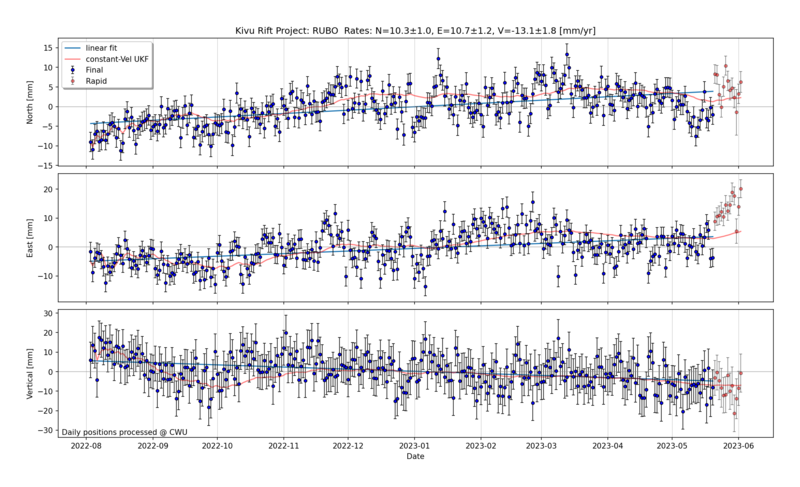 Kivu Rift Project: RUBO  Rates: N=10.3±1.0, E=10.7±1.2, V=-13.1±1.8 [mm/yr]
linear fit
constant-Vel UKF
Final
Rapid
North [mm]
15
10
5
0
−5
−10
−15
East [mm]
20
10
0
−10
Vertical [mm]
30
20
10
0
−10
−20
−30
Daily positions processed @ CWU
2022-08 2022-09 2022-10 2022-11 2022-12 2023-01 2023-02 2023-03 2023-04 2023-05 2023-06
Date